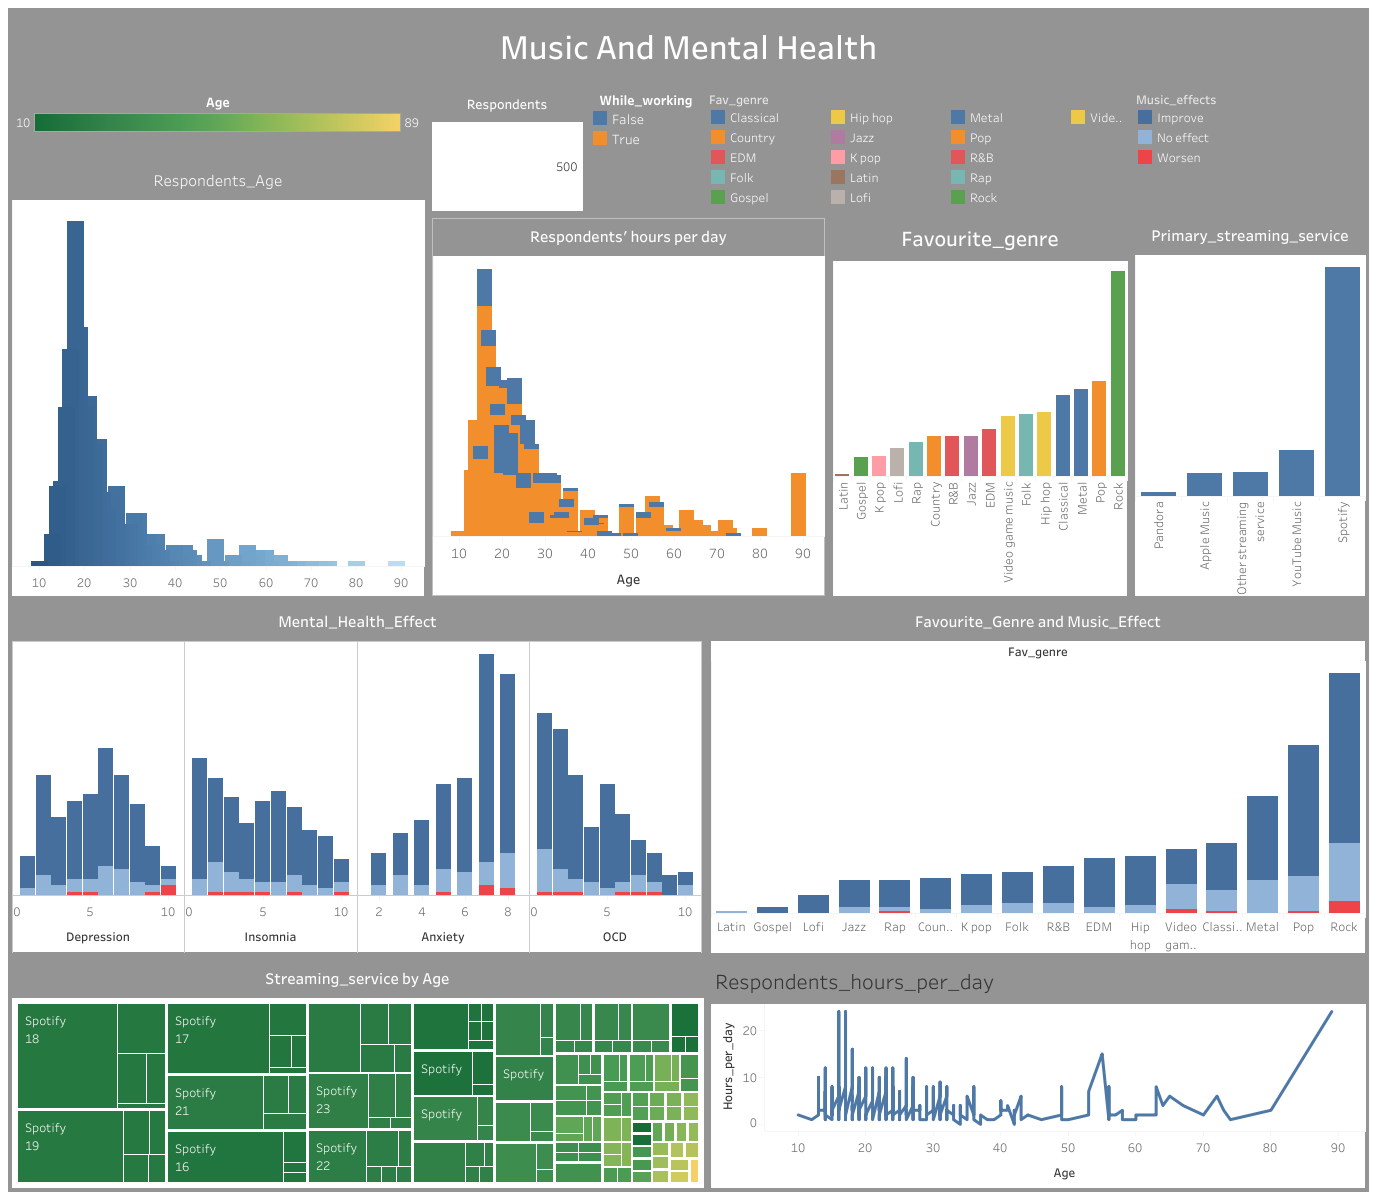 Music And Mental Health
Age
10 89
Respondents
500
While_working
False
True
Fav_genre
Classical
Country
EDM
Folk
Gospel
Hip hop
Jazz
K pop
Latin
Lofi
Metal
Pop
R&B
Rap
Rock
Vide..
Music_effects
Improve
No effect
Worsen
Respondents_Age
10 20 30 40 50 60 70 80 90
Respondents' hours per day
10 20 30 40 50 60 70 80 90
Age
Favourite_genre
Latin
Gospel
K pop
Lofi
Rap
Country
R&B
Jazz
EDM
Video game music
Folk
Hip hop
Classical
Metal
Pop
Rock
Primary_streaming_service
Pandora
Apple Music
Other streaming
service
YouTube Music
Spotify
Mental_Health_Effect
0 5 10 0 5 10 2 4 6 8 0 5 10
Depression Insomnia Anxiety OCD
Favourite_Genre and Music_Effect
Fav_genre
Latin Gospel Lofi Jazz Rap Coun.. K pop Folk R&B EDM Hip Video Classi.. Metal Pop Rock
hop gam..
Streaming_service by Age
Spotify
18
Spotify
19
Spotify
17
Spotify
21
Spotify
16
Spotify
23
Spotify
22
Spotify
Spotify
Spotify
Respondents_hours_per_day
Hours_per_day
20
10
0
10 20 30 40 50 60 70 80 90
Age